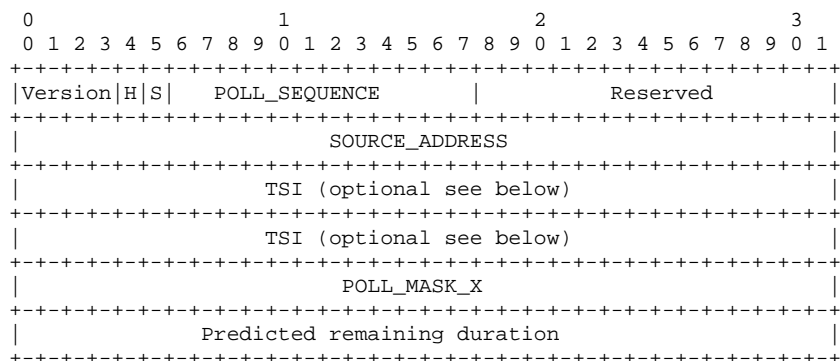 0                   1                   2                   3
0 1 2 3 4 5 6 7 8 9 0 1 2 3 4 5 6 7 8 9 0 1 2 3 4 5 6 7 8 9 0 1
+-+-+-+-+-+-+-+-+-+-+-+-+-+-+-+-+-+-+-+-+-+-+-+-+-+-+-+-+-+-+-+-+
|Version|H|S|   POLL_SEQUENCE       |          Reserved         |
+-+-+-+-+-+-+-+-+-+-+-+-+-+-+-+-+-+-+-+-+-+-+-+-+-+-+-+-+-+-+-+-+
|                        SOURCE_ADDRESS                         |
+-+-+-+-+-+-+-+-+-+-+-+-+-+-+-+-+-+-+-+-+-+-+-+-+-+-+-+-+-+-+-+-+
|                   TSI (optional see below)                    |
+-+-+-+-+-+-+-+-+-+-+-+-+-+-+-+-+-+-+-+-+-+-+-+-+-+-+-+-+-+-+-+-+
|                   TSI (optional see below)                    |
+-+-+-+-+-+-+-+-+-+-+-+-+-+-+-+-+-+-+-+-+-+-+-+-+-+-+-+-+-+-+-+-+
|                         POLL_MASK_X                           |
+-+-+-+-+-+-+-+-+-+-+-+-+-+-+-+-+-+-+-+-+-+-+-+-+-+-+-+-+-+-+-+-+
|              Predicted remaining duration                     |
+-+-+-+-+-+-+-+-+-+-+-+-+-+-+-+-+-+-+-+-+-+-+-+-+-+-+-+-+-+-+-+-+